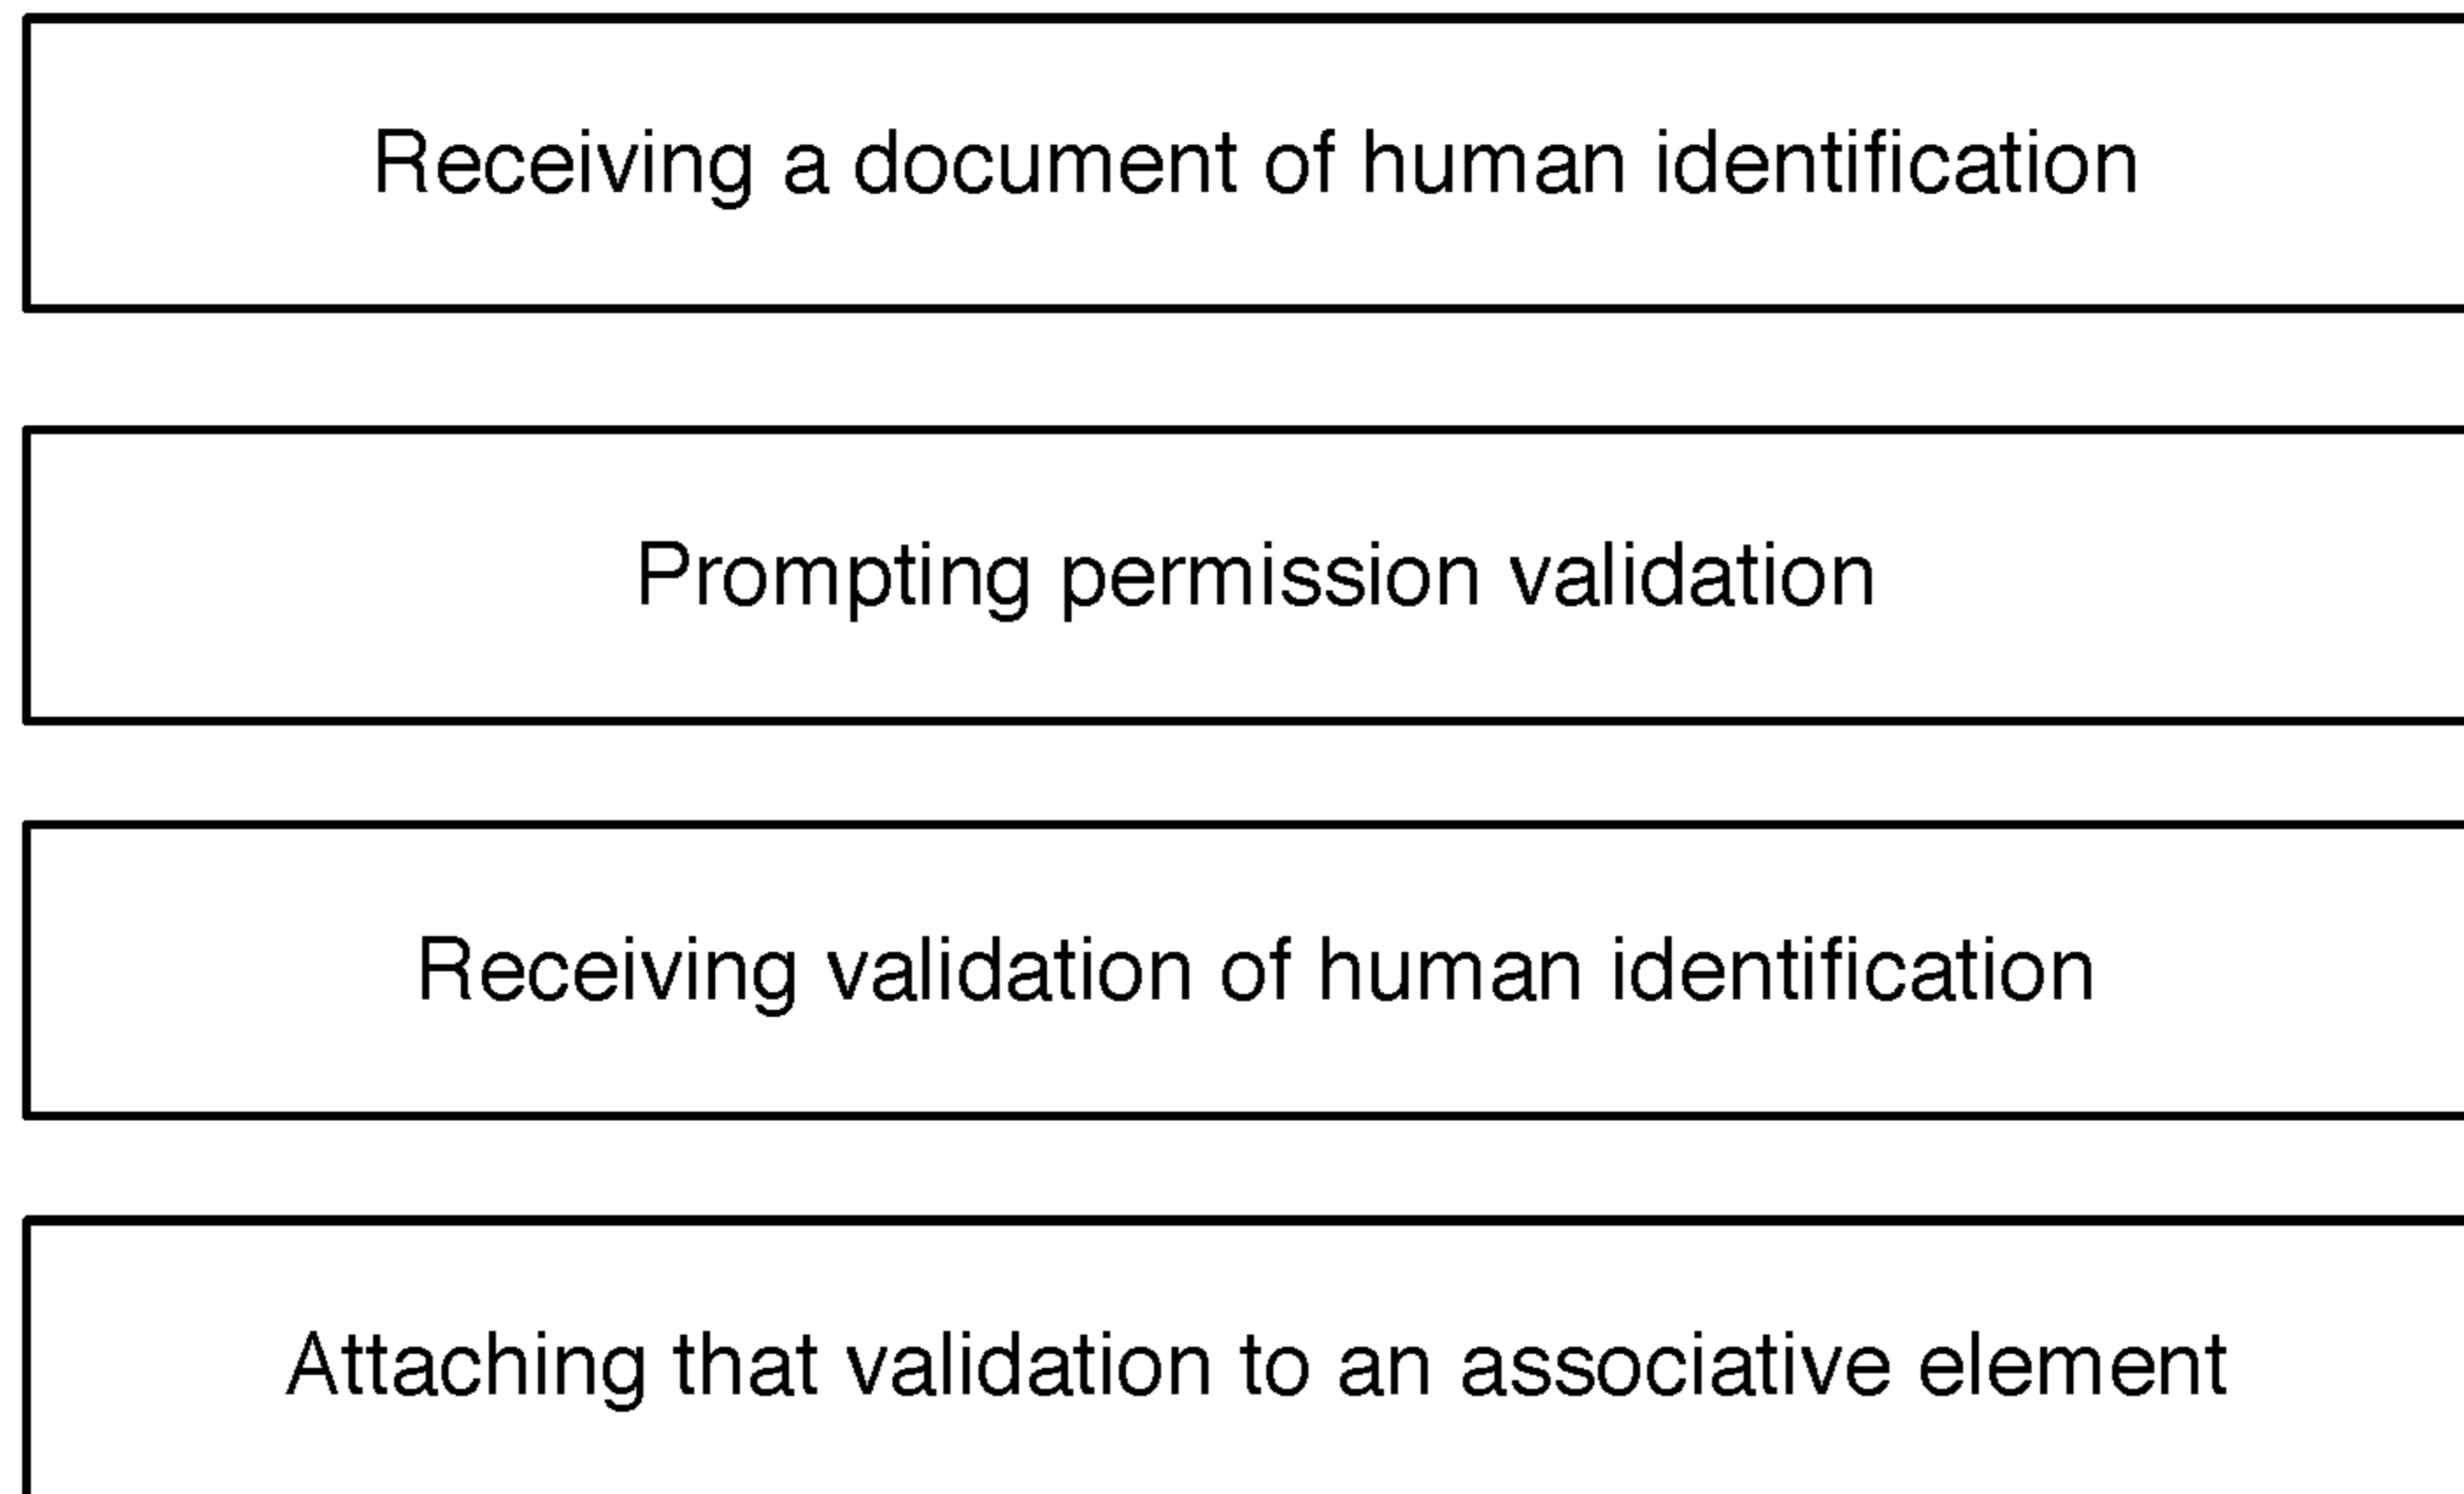 Receiving a document of human identification
Prompting permission validation
Receiving validation of human identification
Attaching that validation to an associative element